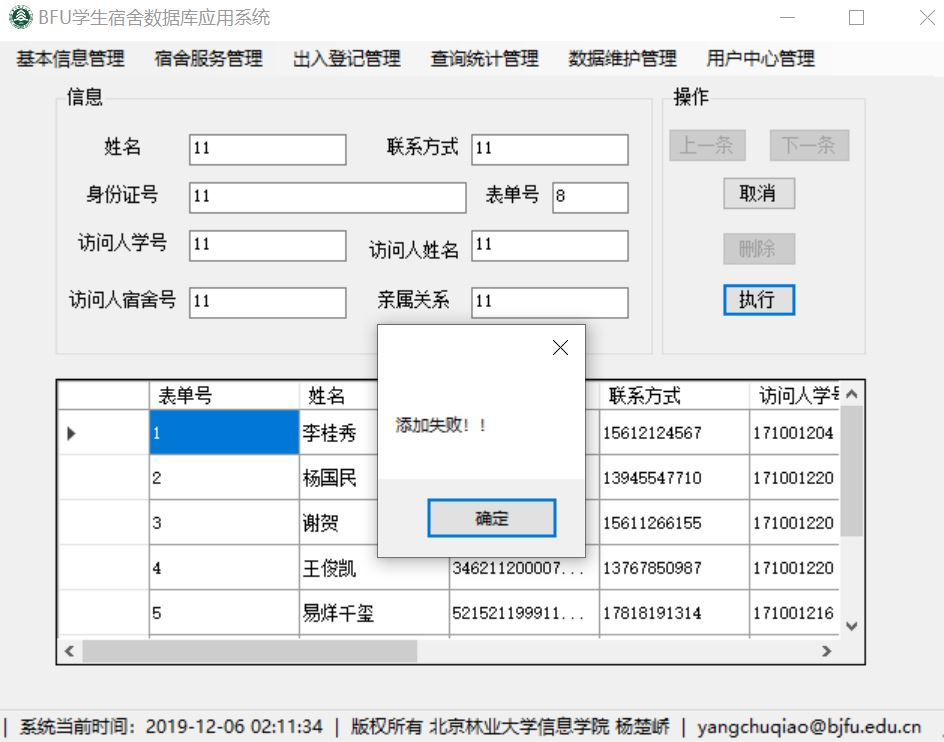 BFU学生宿舍数据库应用系统
基本信息管理 宿舍服务管理 出入登记管理 查询统计管理 数据维护管理 用户中心管理
信息 操作
姓名 11 联系方式 11 上一条 下一条
身份证号 11 表单号 8 取消
访问人学号 11 访问人姓名 11 删除
访问人宿舍号 11 亲属关系 11 执行
表单号 姓名 联系方式 访问人学号
1 李桂秀 添加失败！！ 15612124567 171001204
2 杨国民 13945547710 171001220
3 谢贺 确定 15611266155 171001220
4 王俊凯 346211200007... 13767850987 171001220
5 易烊千玺 521521199911... 17818191314 171001216
| 系统当前时间：2019-12-06 02:11:34 | 版权所有 北京林业大学信息学院 杨楚峤 | yangchuqiao@bjfu.edu.cn